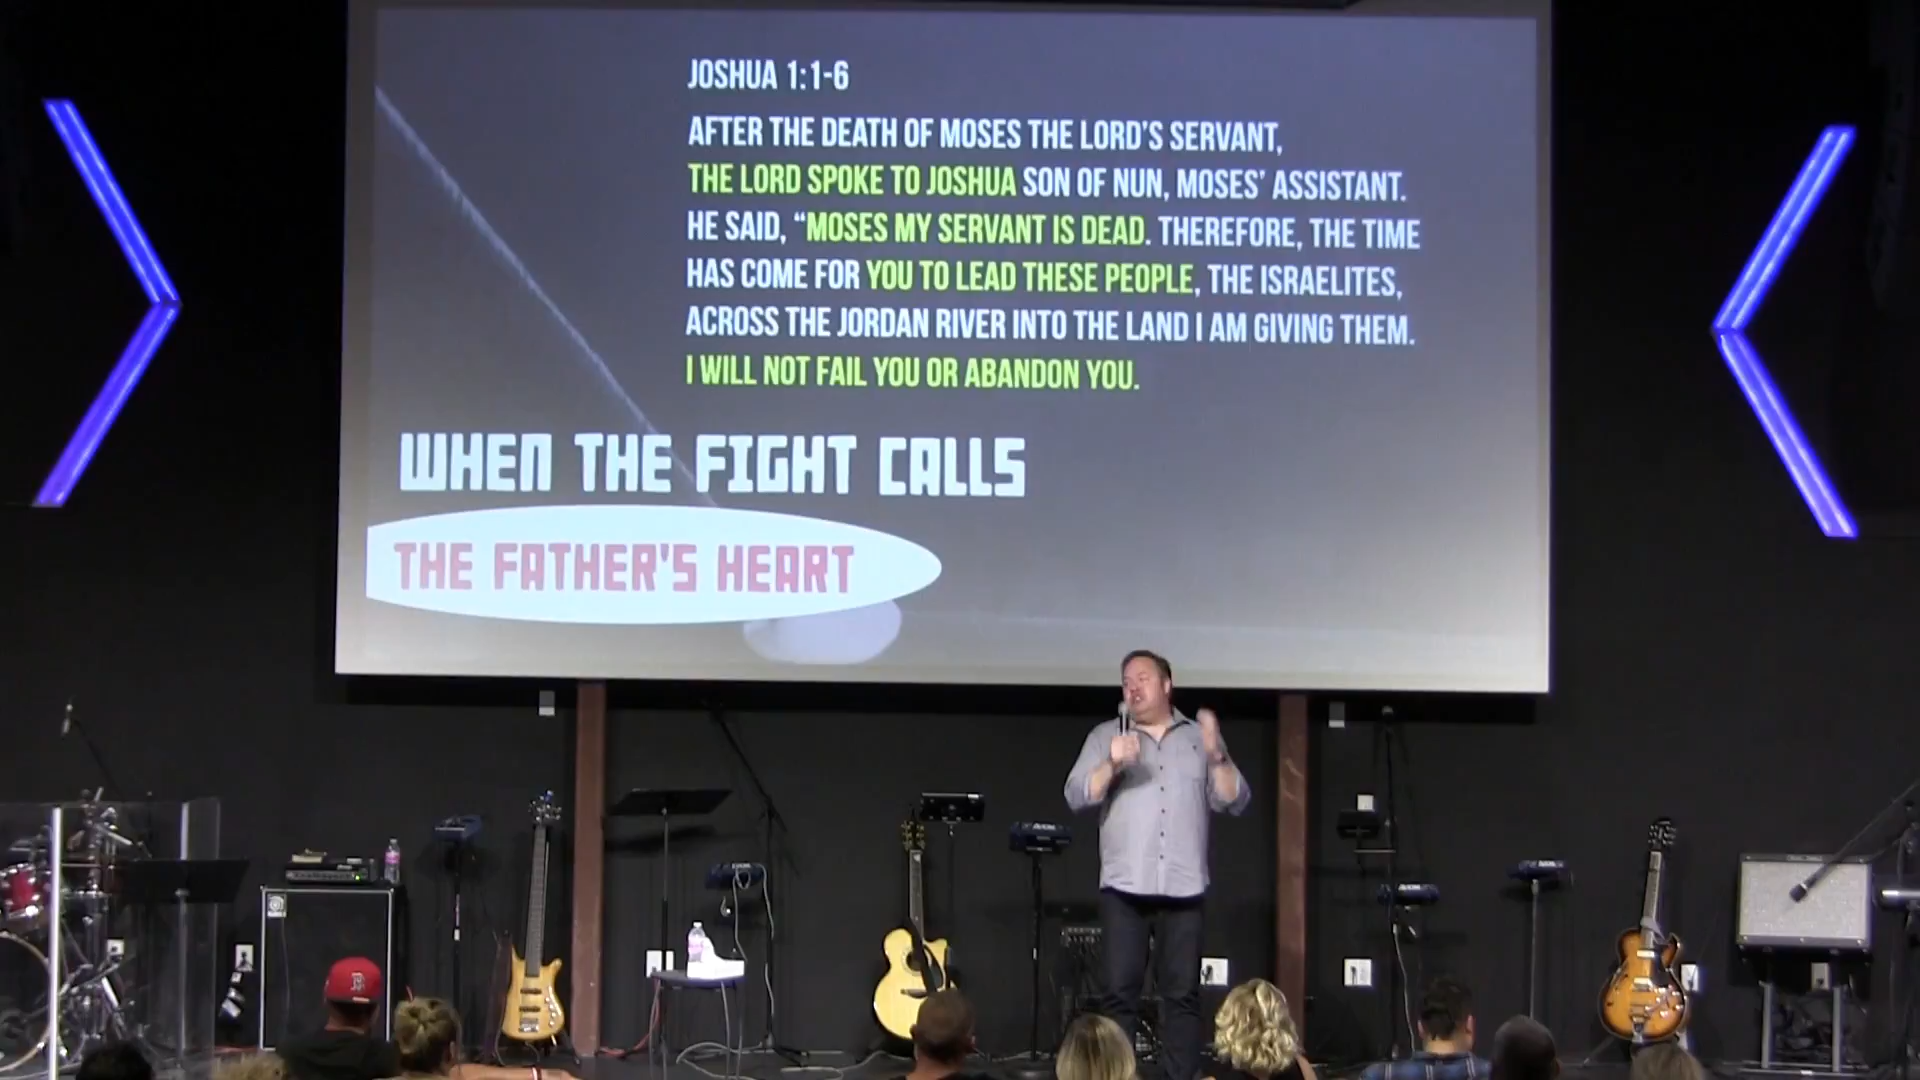 JOSHUA 1:1-6
AFTER THE DEATH OF MOSES THE LORD'S SERVANT,
THE LORD SPOKE TO JOSHUA SON OF NUN, MOSES' ASSISTANT.
HE SAID, “MOSES MY SERVANT IS DEAD. THEREFORE, THE TIME
HAS COME FOR YOU TO LEAD THESE PEOPLE, THE ISRAELITES,
ACROSS THE JORDAN RIVER INTO THE LAND I AM GIVING THEM.
I WILL NOT FAIL YOU OR ABANDON YOU.
WHEN THE FIGHT CALLS
THE FATHER'S HEART